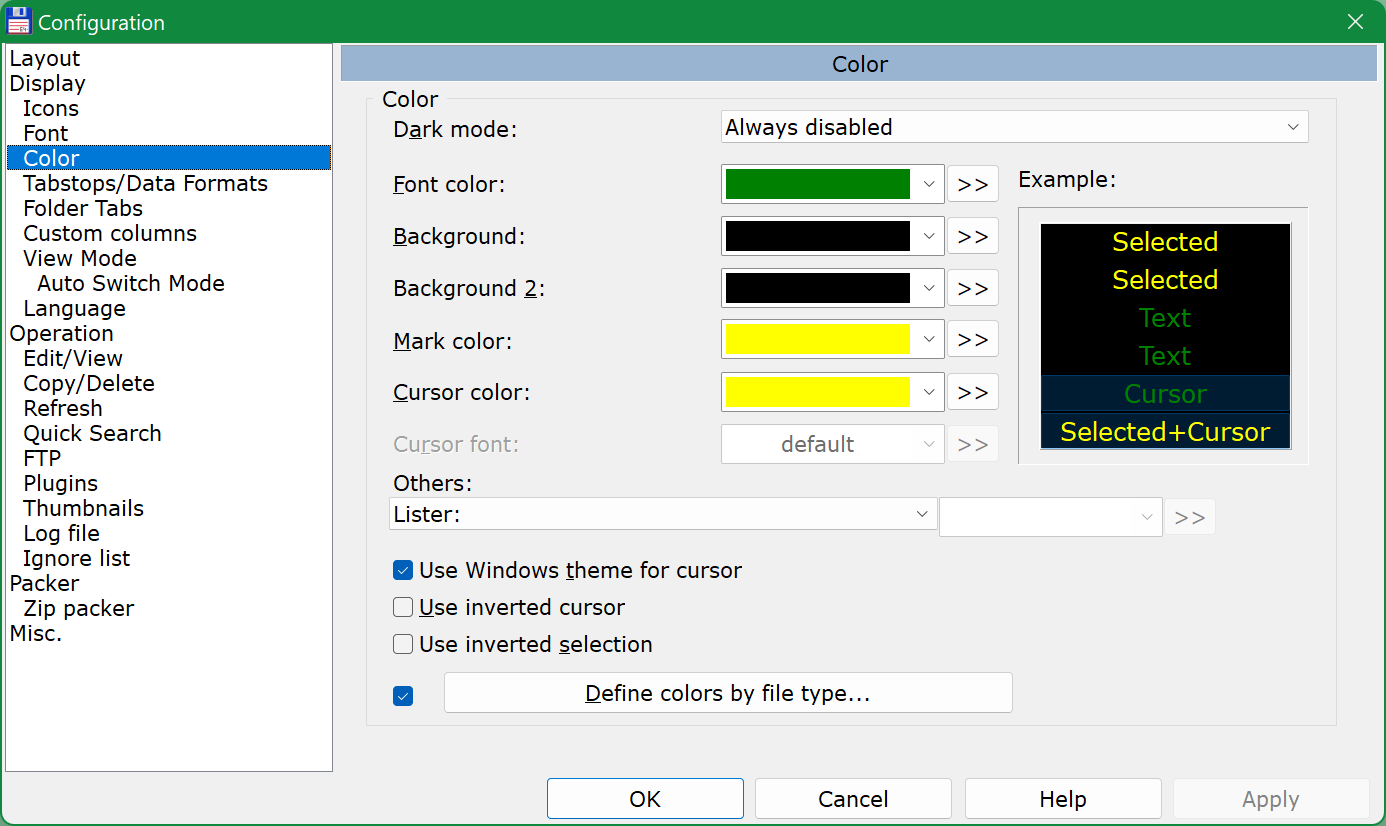 Configuration
Layout
Display
Icons
Font
Color
Tabstops/Data Formats
Folder Tabs
Custom columns
View Mode
Auto Switch Mode
Language
Operation
Edit/View
Copy/Delete
Refresh
Quick Search
FTP
Plugins
Thumbnails
Log file
Ignore list
Packer
Zip packer
Misc.
Color
Color
Dark mode: Always disabled
Font color: >>
Background: >>
Background 2: >>
Mark color: >>
Cursor color: >>
Cursor font: default >>
Example:
Selected
Selected
Text
Text
Cursor
Selected+Cursor
Others:
Lister: >>
Use Windows theme for cursor
Use inverted cursor
Use inverted selection
Define colors by file type...
OK Cancel Help Apply